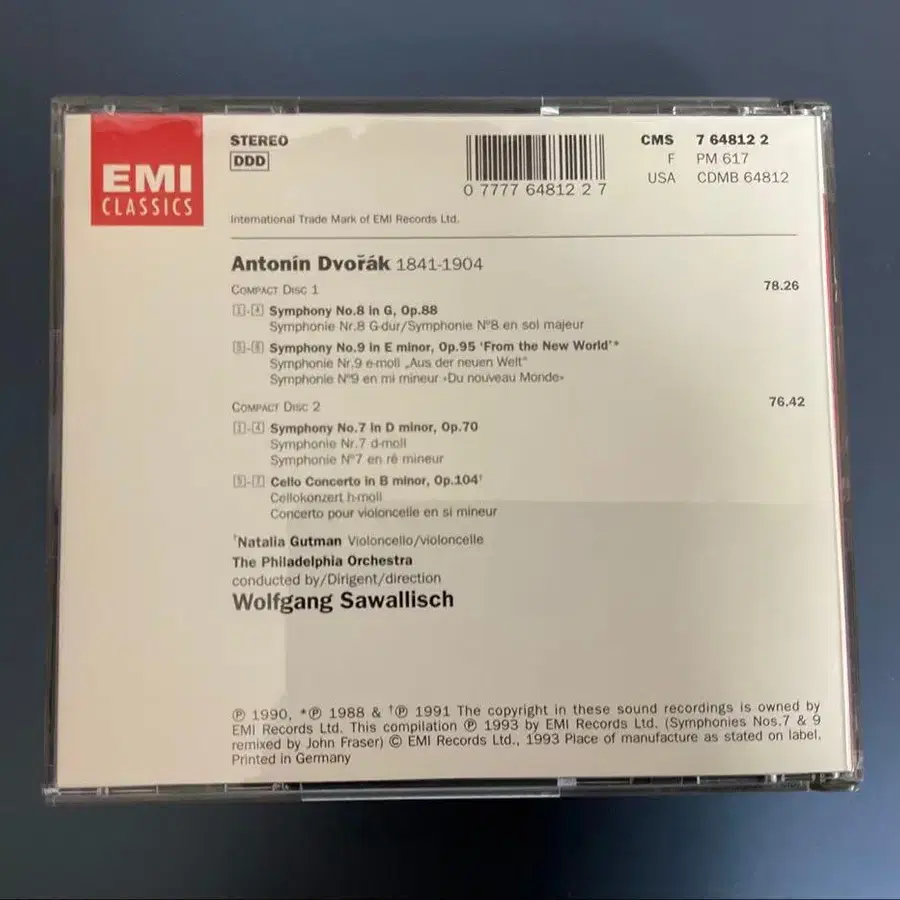 EMI
CLASSICS
STEREO
DDD
International Trade Mark of EMI Records Ltd.
0 7777 64812 2 7
CMS 7 64812 2
F PM 617
USA CDMB 64812
Antonín Dvořák 1841-1904
COMPACT DISC 1 78.26
1-4 Symphony No.8 in G, Op.88
Symphonie Nr.8 G-dur/Symphonie N°8 en sol majeur
5-8 Symphony No.9 in E minor, Op.95 'From the New World'*
Symphonie Nr.9 e-moll „Aus der neuen Welt"
Symphonie N°9 en mi mineur «Du nouveau Monde»
COMPACT DISC 2 76.42
1-4 Symphony No.7 in D minor, Op.70
Symphonie Nr.7 d-moll
Symphonie N°7 en ré mineur
5-7 Cello Concerto in B minor, Op.104†
Cellokonzert h-moll
Concerto pour violoncelle en si mineur
†Natalia Gutman Violoncello/violoncelle
The Philadelphia Orchestra
conducted by/Dirigent/direction
Wolfgang Sawallisch
℗ 1990, *℗ 1988 & †℗ 1991 The copyright in these sound recordings is owned by
EMI Records Ltd. This compilation ℗ 1993 by EMI Records Ltd. (Symphonies Nos.7 & 9
remixed by John Fraser) © EMI Records Ltd., 1993 Place of manufacture as stated on label.
Printed in Germany